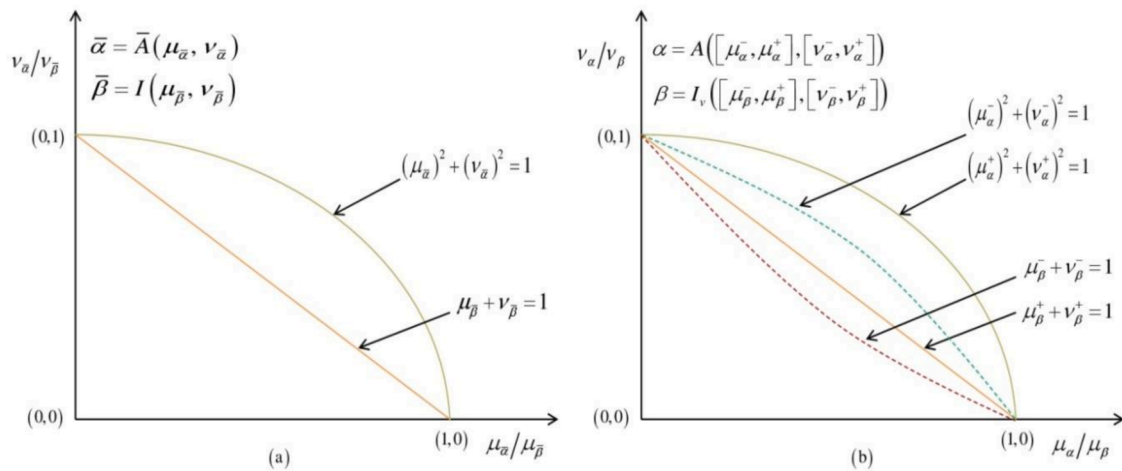 ᾱ = Ā(μ_ᾱ, ν_ᾱ)
ν_ᾱ/ν_β̄
β̄ = I(μ_β̄, ν_β̄)
(0,1)
(μ_ᾱ)² + (ν_ᾱ)² = 1
μ_β̄ + ν_β̄ = 1
(0,0)
(1,0)
μ_ᾱ/μ_β̄
(a)
α = A([μ_α⁻, μ_α⁺], [ν_α⁻, ν_α⁺])
ν_α/ν_β
β = I_v([μ_β⁻, μ_β⁺], [ν_β⁻, ν_β⁺])
(μ_α⁻)² + (ν_α⁻)² = 1
(0,1)
(μ_α⁺)² + (ν_α⁺)² = 1
μ_β⁻ + ν_β⁻ = 1
μ_β⁺ + ν_β⁺ = 1
(0,0)
(1,0)
μ_α/μ_β
(b)